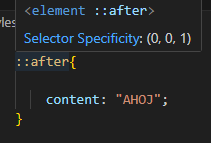 <element ::after>
Selector Specificity: (0, 0, 1)
::after{
content: "AHOJ";
}